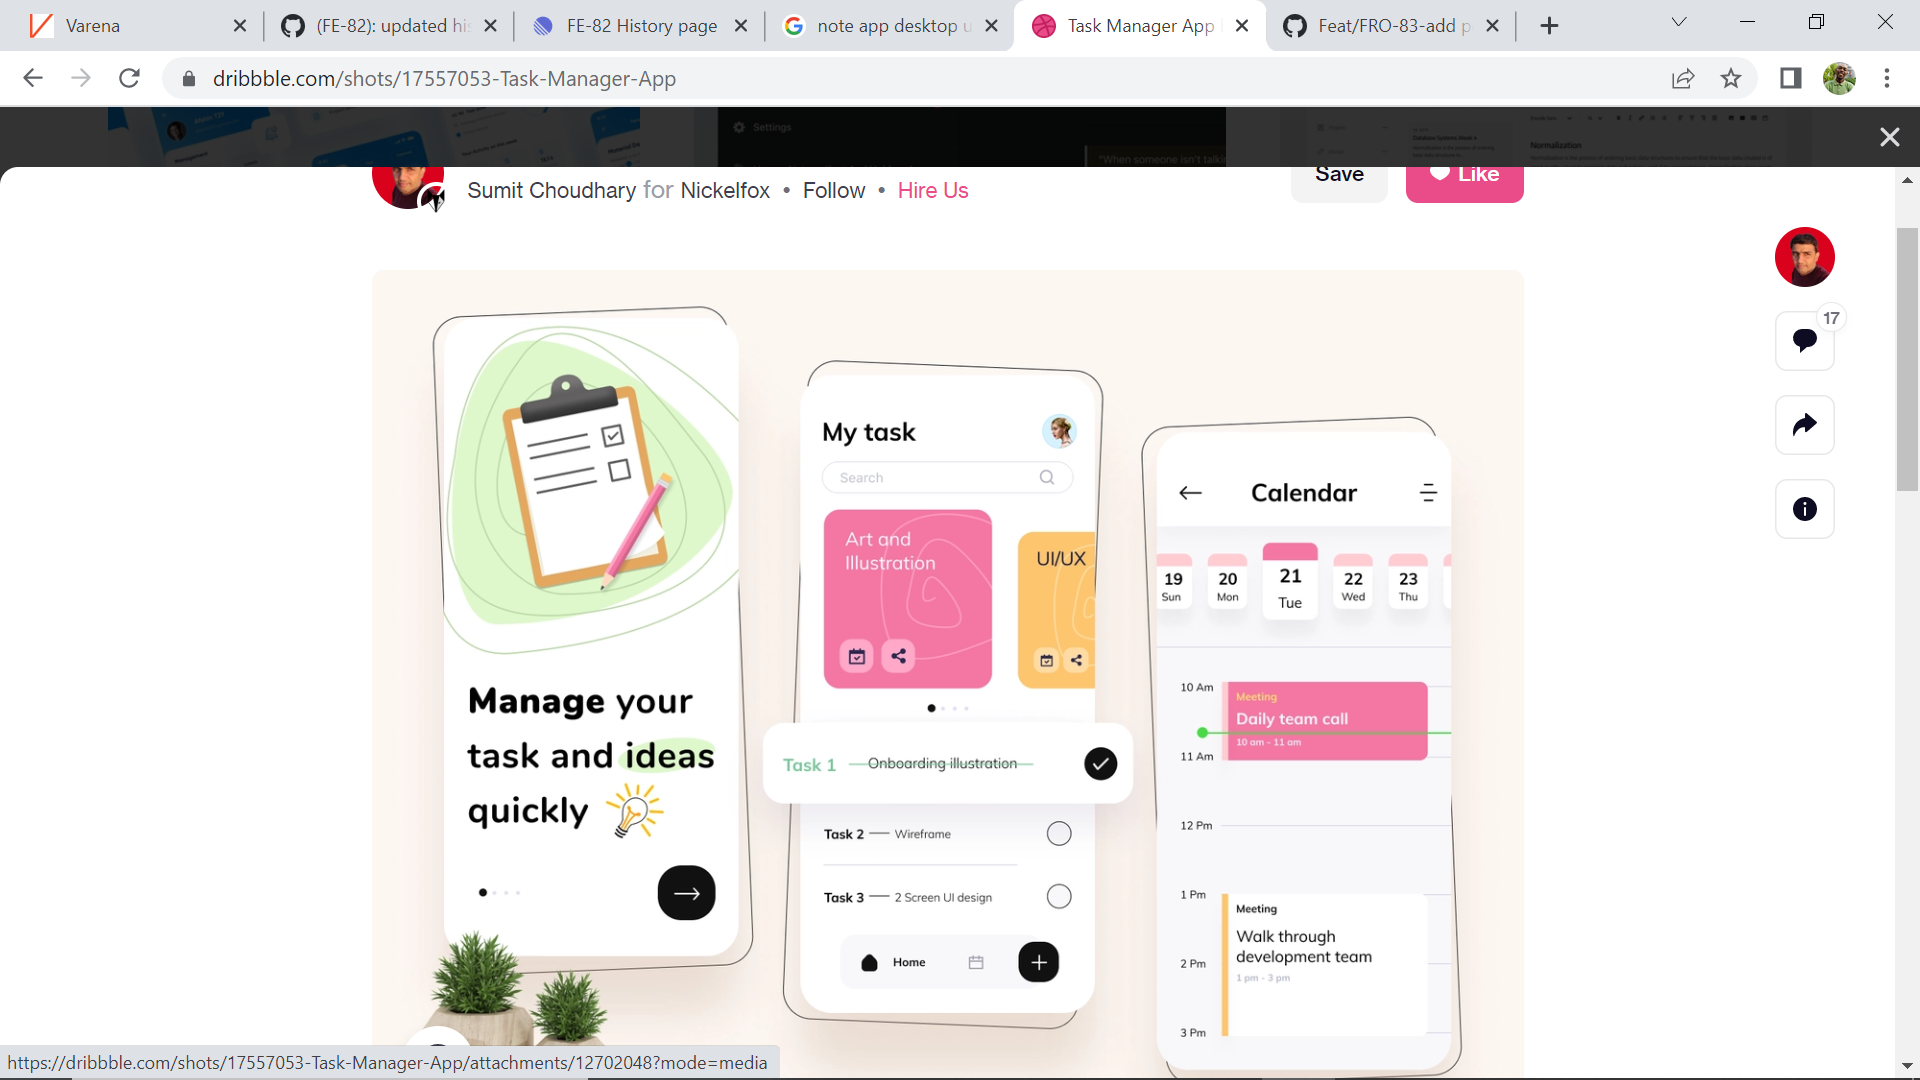 Varena
(FE-82): updated his
FE-82 History page
note app desktop u
Task Manager App
Feat/FRO-83-add p
dribbble.com/shots/17557053-Task-Manager-App
Settings
"When someone isn't talkin
Normalization
Save
Like
Sumit Choudhary for Nickelfox • Follow • Hire Us
17
Manage your
task and ideas
quickly
My task
Search
Art and
Illustration
UI/UX
Task 1 Onboarding illustration
Task 2 Wireframe
Task 3 2 Screen UI design
Home
Calendar
19 20 21 22 23
Sun Mon Tue Wed Thu
10 Am
Meeting
Daily team call
10 am - 11 am
11 Am
12 Pm
1 Pm
Meeting
Walk through
development team
1 pm - 3 pm
2 Pm
3 Pm
https://dribbble.com/shots/17557053-Task-Manager-App/attachments/12702048?mode=media